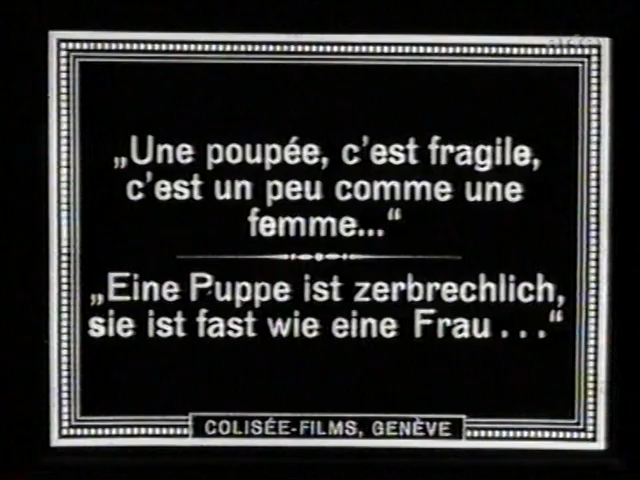 „Une poupée, c'est fragile,
c'est un peu comme une
femme...“
„Eine Puppe ist zerbrechlich,
sie ist fast wie eine Frau . . .“
COLISÉE-FILMS, GENÈVE
arte